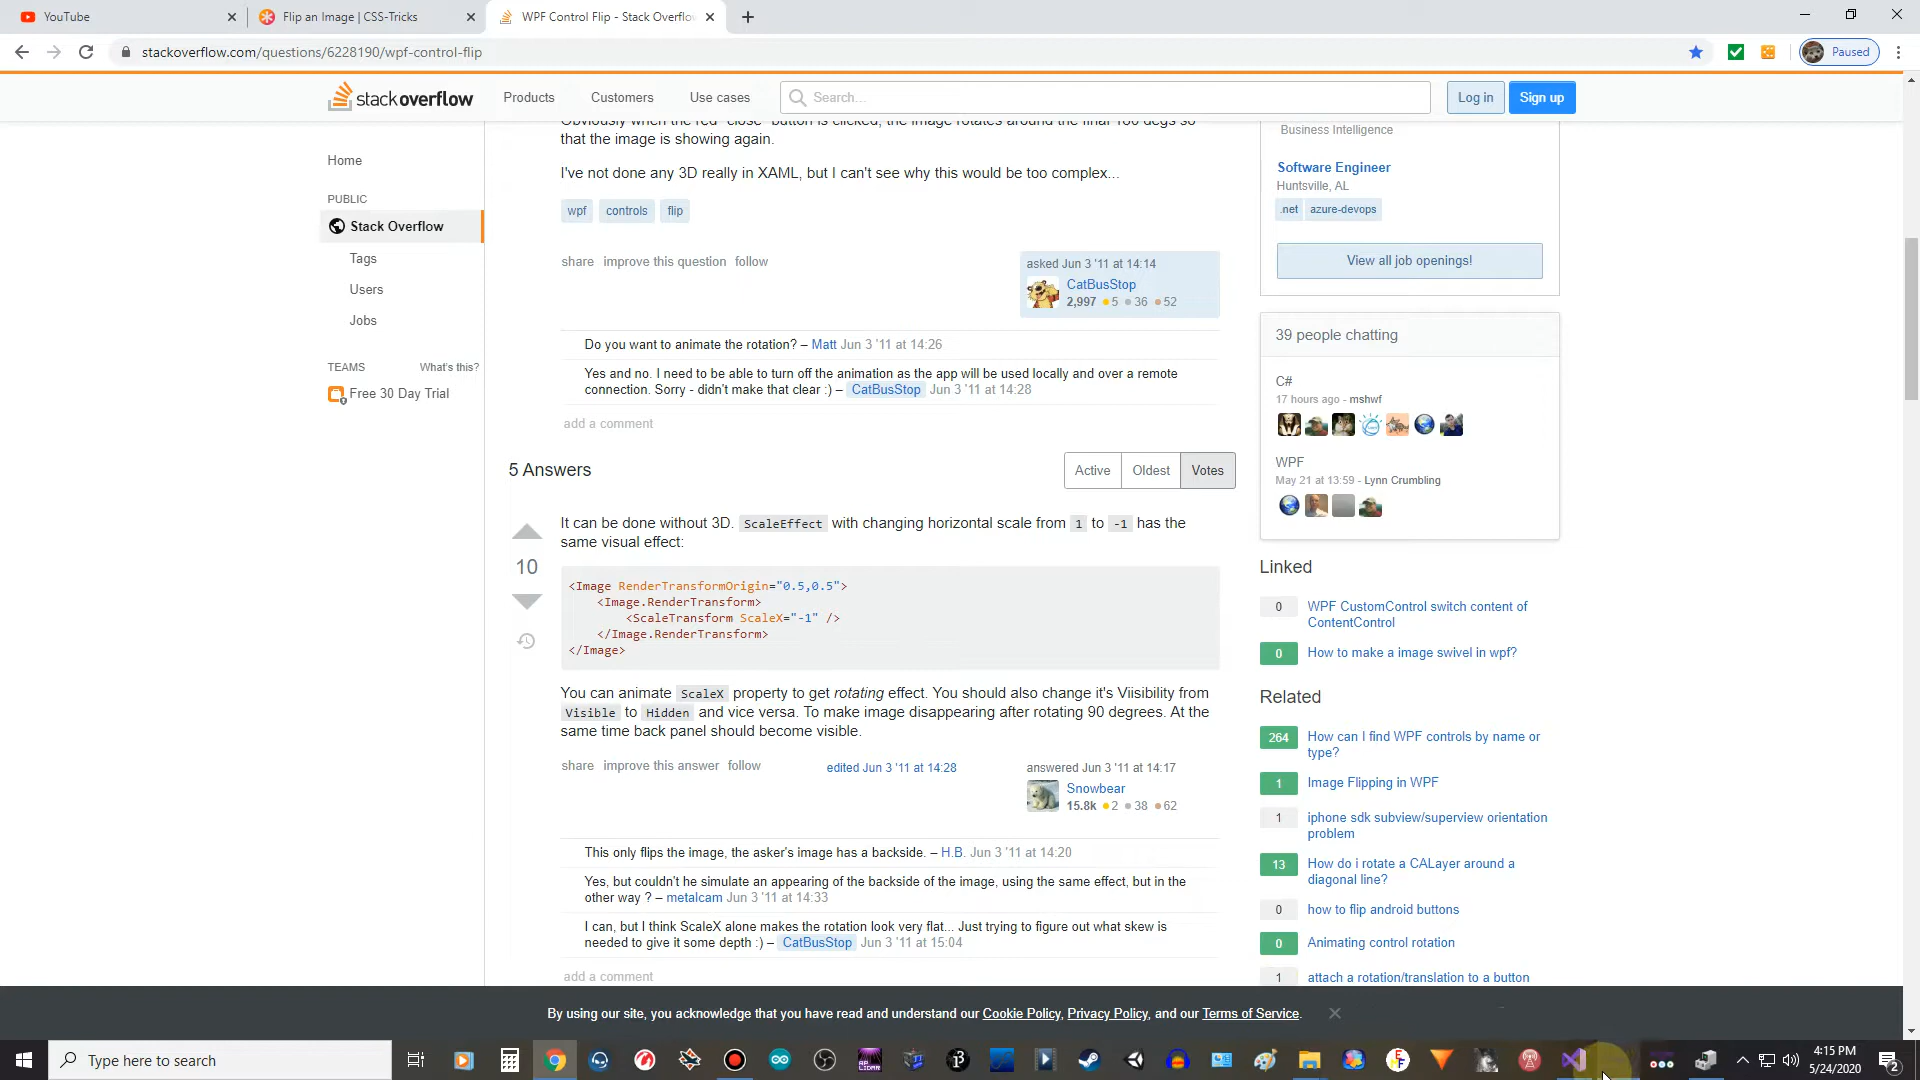 YouTube
Flip an Image | CSS-Tricks
WPF Control Flip - Stack Overflo
stackoverflow.com/questions/6228190/wpf-control-flip
Paused
stackoverflow
Products
Customers
Use cases
Search...
Log in
Sign up
Home
PUBLIC
Stack Overflow
Tags
Users
Jobs
TEAMS
What's this?
Free 30 Day Trial
Obviously when the red "close" button is clicked, the image rotates around the final 180 degs so
that the image is showing again.
I've not done any 3D really in XAML, but I can't see why this would be too complex...
wpf
controls
flip
share improve this question follow
asked Jun 3 '11 at 14:14
CatBusStop
2,997 5 36 52
Do you want to animate the rotation? – Matt Jun 3 '11 at 14:26
Yes and no. I need to be able to turn off the animation as the app will be used locally and over a remote
connection. Sorry - didn't make that clear :) – CatBusStop Jun 3 '11 at 14:28
add a comment
5 Answers
Active
Oldest
Votes
10
It can be done without 3D. ScaleEffect with changing horizontal scale from 1 to -1 has the
same visual effect:
<Image RenderTransformOrigin="0.5,0.5">
<Image.RenderTransform>
<ScaleTransform ScaleX="-1" />
</Image.RenderTransform>
</Image>
You can animate ScaleX property to get rotating effect. You should also change it's Viisibility from
Visible to Hidden and vice versa. To make image disappearing after rotating 90 degrees. At the
same time back panel should become visible.
share improve this answer follow
edited Jun 3 '11 at 14:28
answered Jun 3 '11 at 14:17
Snowbear
15.8k 2 38 62
This only flips the image, the asker's image has a backside. – H.B. Jun 3 '11 at 14:20
Yes, but couldn't he simulate an appearing of the backside of the image, using the same effect, but in the
other way ? – metalcam Jun 3 '11 at 14:33
I can, but I think ScaleX alone makes the rotation look very flat... Just trying to figure out what skew is
needed to give it some depth :) – CatBusStop Jun 3 '11 at 15:04
add a comment
Business Intelligence
Software Engineer
Huntsville, AL
.net
azure-devops
View all job openings!
39 people chatting
C#
17 hours ago - mshwf
WPF
May 21 at 13:59 - Lynn Crumbling
Linked
0 WPF CustomControl switch content of
ContentControl
0 How to make a image swivel in wpf?
Related
264 How can I find WPF controls by name or
type?
1 Image Flipping in WPF
1 iphone sdk subview/superview orientation
problem
13 How do i rotate a CALayer around a
diagonal line?
0 how to flip android buttons
0 Animating control rotation
1 attach a rotation/translation to a button
By using our site, you acknowledge that you have read and understand our Cookie Policy, Privacy Policy, and our Terms of Service.
Type here to search
4:15 PM
5/24/2020
2